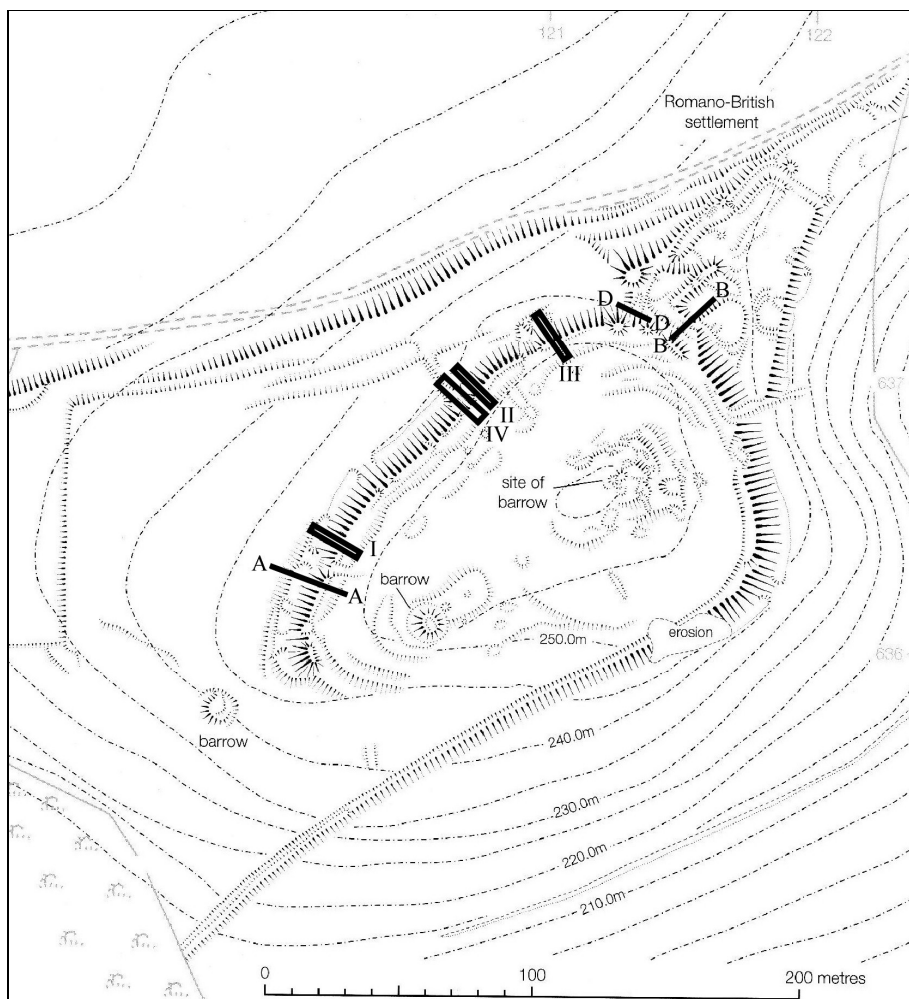 121
122
Romano-British
settlement
D
D
B
B
III
637
II
IV
site of
barrow
I
A
A
barrow
erosion
250.0m
636
barrow
240.0m
230.0m
220.0m
210.0m
0
100
200 metres